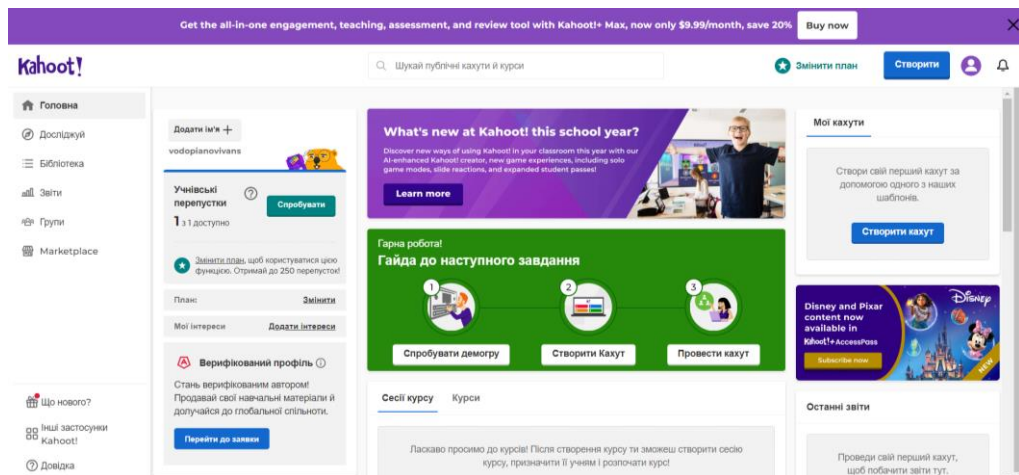 Get the all-in-one engagement, teaching, assessment, and review tool with Kahoot!+ Max, now only $9.99/month, save 20%
Buy now
Kahoot!
Шукай публічні кахути й курси
Змінити план
Створити
Головна
Досліджуй
Бібліотека
Звіти
Групи
Marketplace
Що нового?
Інші застосунки
Kahoot!
Довідка
Додати ім'я
vodopianovivans
Учнівські
перепустки
1 з 1 доступно
Спробувати
Змінити план, щоб користуватися цією
функцією. Отримай до 250 перепусток!
План:
Змінити
Мої інтереси
Додати інтереси
Верифікований профіль
Стань верифікованим автором!
Продавай свої навчальні матеріали й
долучайся до глобальної спільноти.
Перейти до заявки
What's new at Kahoot! this school year?
Discover new ways of using Kahoot! in your classroom this year with our
AI-enhanced Kahoot! creator, new game experiences, including solo
game modes, slide reactions, and expanded student passes!
Learn more
Гарна робота!
Гайда до наступного завдання
1
2
3
Спробувати демогру
Створити Кахут
Провести кахут
Сесії курсу
Курси
Ласкаво просимо до курсів! Після створення курсу ти зможеш створити сесію
курсу, призначити її учням і розпочати курс!
Мої кахути
Створи свій перший кахут за
допомогою одного з наших
шаблонів.
Створити кахут
Disney and Pixar
content now
available in
Kahoot!+AccessPass
Subscribe now
Disney
NEW
Останні звіти
Проведи свій перший кахут,
щоб побачити звіти тут.